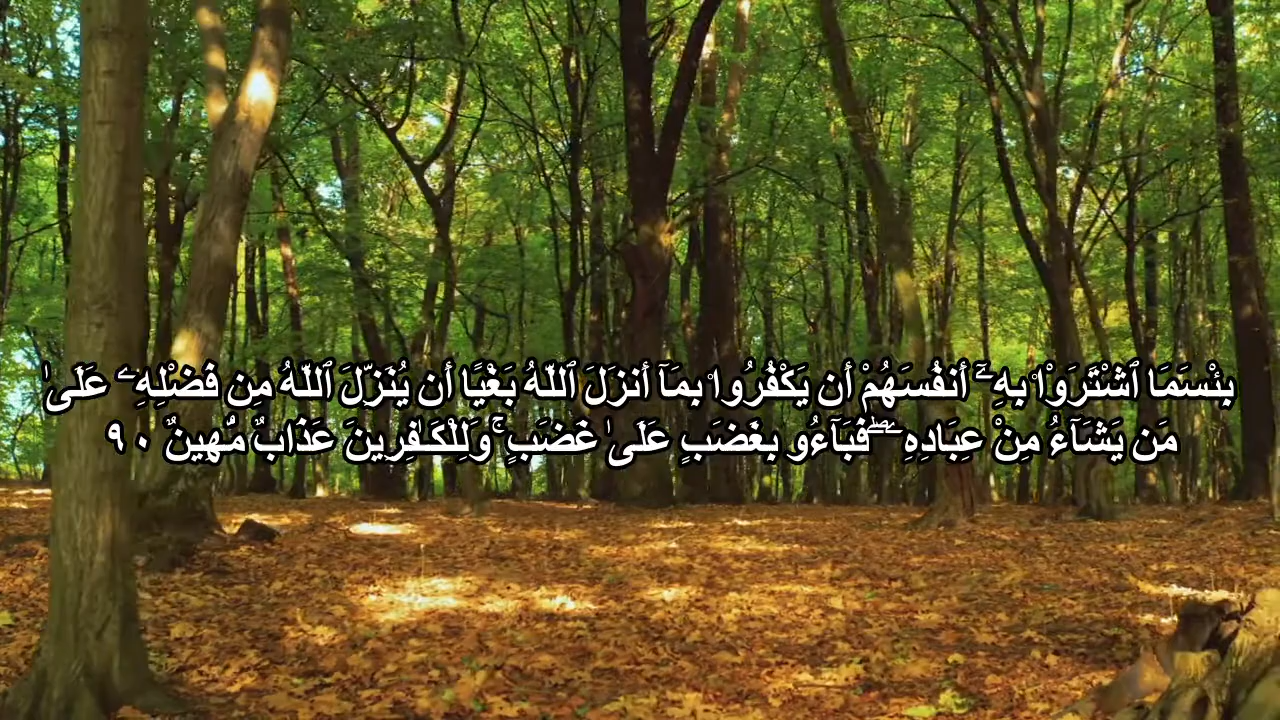 بِئْسَمَا ٱشْتَرَوْا۟ بِهِۦٓ أَنفُسَهُمْ أَن يَكْفُرُوا۟ بِمَآ أَنزَلَ ٱللَّهُ بَغْيًا أَن يُنَزِّلَ ٱللَّهُ مِن فَضْلِهِۦ عَلَىٰ
مَن يَشَآءُ مِنْ عِبَادِهِۦ ۖ فَبَآءُو بِغَضَبٍ عَلَىٰ غَضَبٍ ۚ وَلِلْكَـٰفِرِينَ عَذَابٌ مُّهِينٌ ٩٠